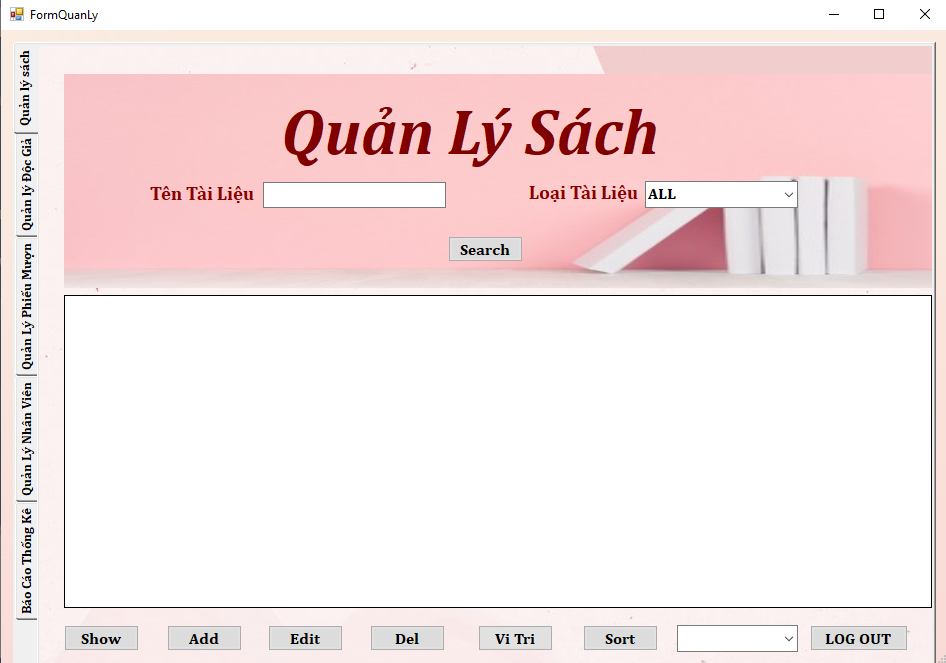 FormQuanLy
Quản lý sách
Quản lý Độc Giả
Quản Lý Phiếu Mượn
Quản Lý Nhân Viên
Báo Cáo Thống Kê
Quản Lý Sách
Tên Tài Liệu
Loại Tài Liệu ALL
Search
Show Add Edit Del Vi Tri Sort LOG OUT